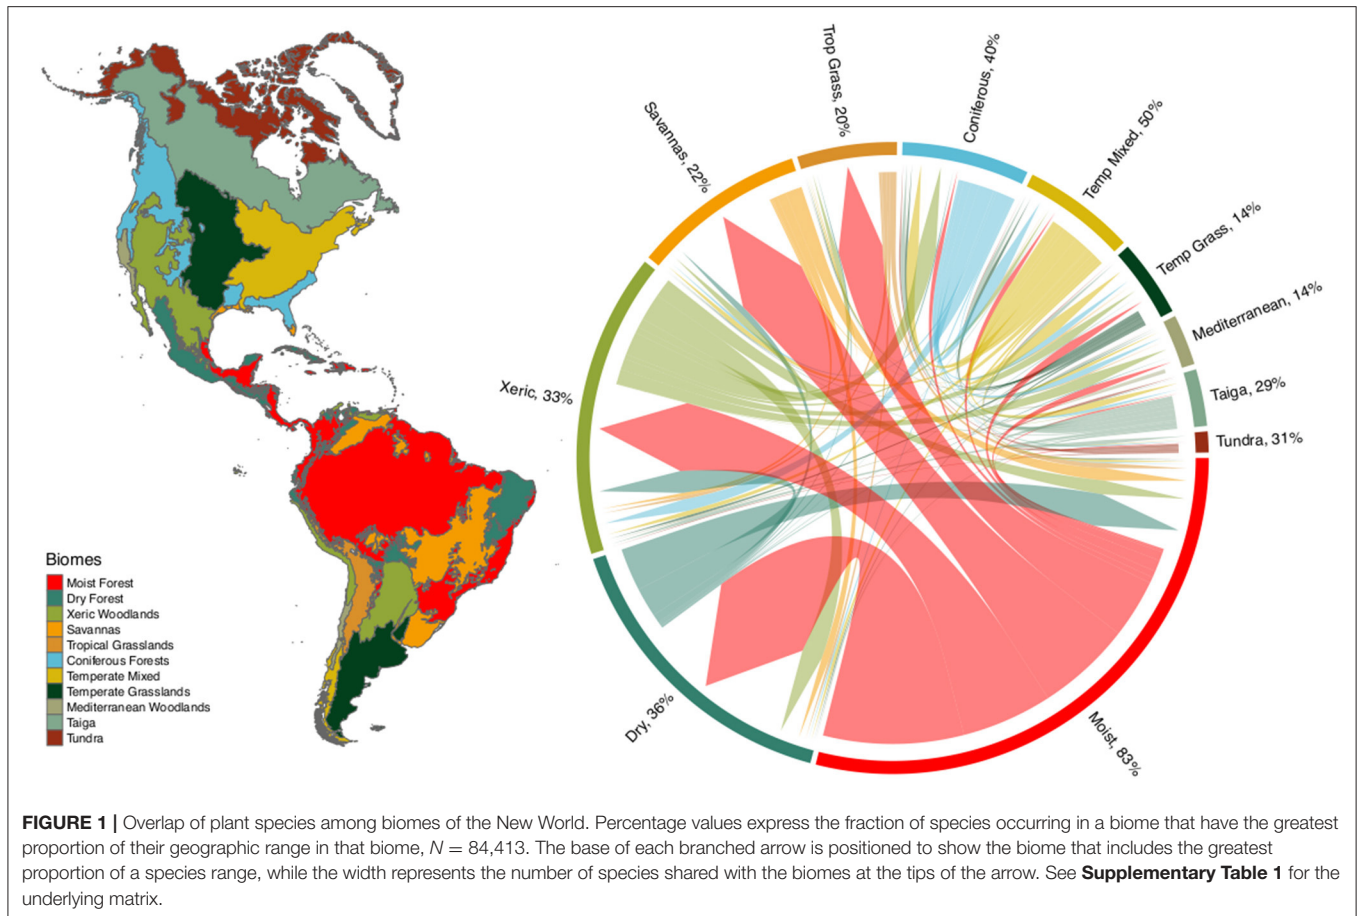 Trop Grass, 20%
Coniferous, 40%
Savannas, 22%
Temp Mixed, 50%
Temp Grass, 14%
Mediterranean, 14%
Xeric, 33%
Taiga, 29%
Tundra, 31%
Dry, 36%
Moist, 83%
Biomes
Moist Forest
Dry Forest
Xeric Woodlands
Savannas
Tropical Grasslands
Coniferous Forests
Temperate Mixed
Temperate Grasslands
Mediterranean Woodlands
Taiga
Tundra
FIGURE 1 | Overlap of plant species among biomes of the New World. Percentage values express the fraction of species occurring in a biome that have the greatest
proportion of their geographic range in that biome, N = 84,413. The base of each branched arrow is positioned to show the biome that includes the greatest
proportion of a species range, while the width represents the number of species shared with the biomes at the tips of the arrow. See Supplementary Table 1 for the
underlying matrix.